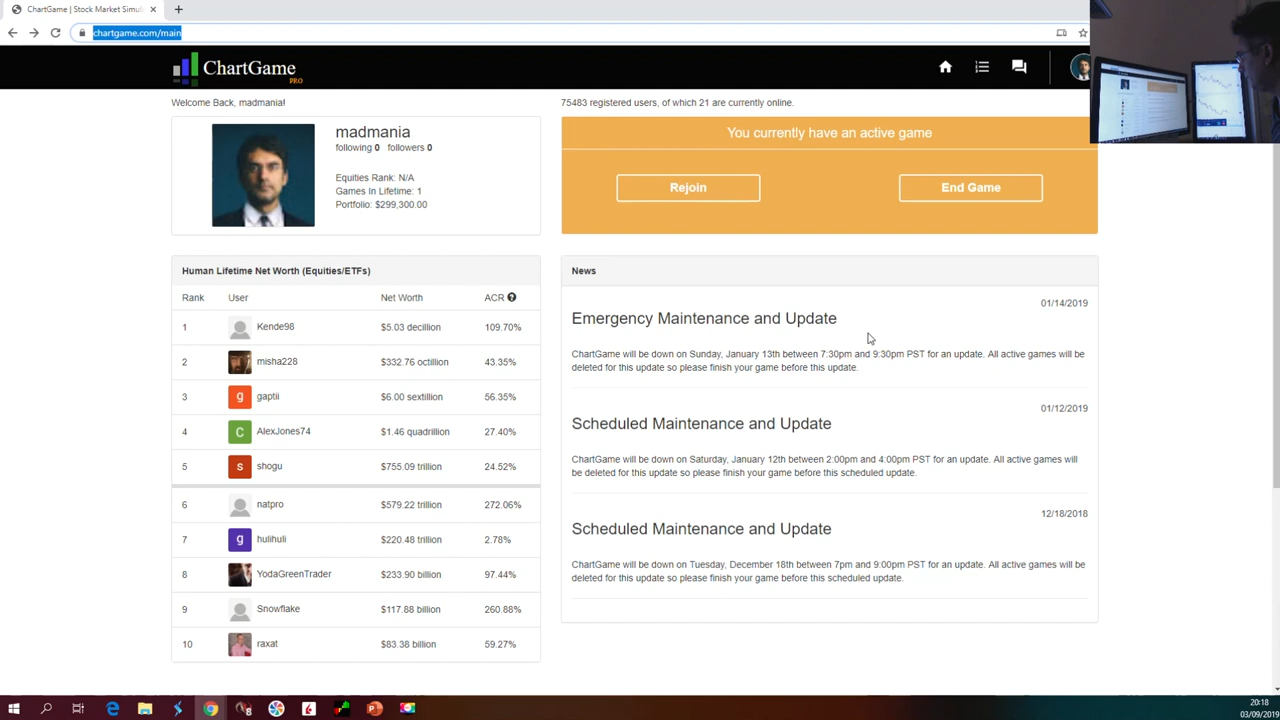 ChartGame | Stock Market Simul
chartgame.com/main
ChartGame
PRO
Welcome Back, madmania!
75483 registered users, of which 21 are currently online.
madmania
following 0 followers 0
Equities Rank: N/A
Games In Lifetime: 1
Portfolio: $299,300.00
You currently have an active game
Rejoin
End Game
Human Lifetime Net Worth (Equities/ETFs)
Rank User Net Worth ACR
1 Kende98 $5.03 decillion 109.70%
2 misha228 $332.76 octillion 43.35%
3 g gaptii $6.00 sextillion 56.35%
4 C AlexJones74 $1.46 quadrillion 27.40%
5 s shogu $755.09 trillion 24.52%
6 natpro $579.22 trillion 272.06%
7 g hulihuli $220.48 trillion 2.78%
8 YodaGreenTrader $233.90 billion 97.44%
9 Snowflake $117.88 billion 260.88%
10 raxat $83.38 billion 59.27%
News
01/14/2019
Emergency Maintenance and Update
ChartGame will be down on Sunday, January 13th between 7:30pm and 9:30pm PST for an update. All active games will be
deleted for this update so please finish your game before this update.
01/12/2019
Scheduled Maintenance and Update
ChartGame will be down on Saturday, January 12th between 2:00pm and 4:00pm PST for an update. All active games will
be deleted for this update so please finish your game before this scheduled update.
12/18/2018
Scheduled Maintenance and Update
ChartGame will be down on Tuesday, December 18th between 7pm and 9:00pm PST for an update. All active games will be
deleted for this update so please finish your game before this scheduled update.
20:18
03/09/2019